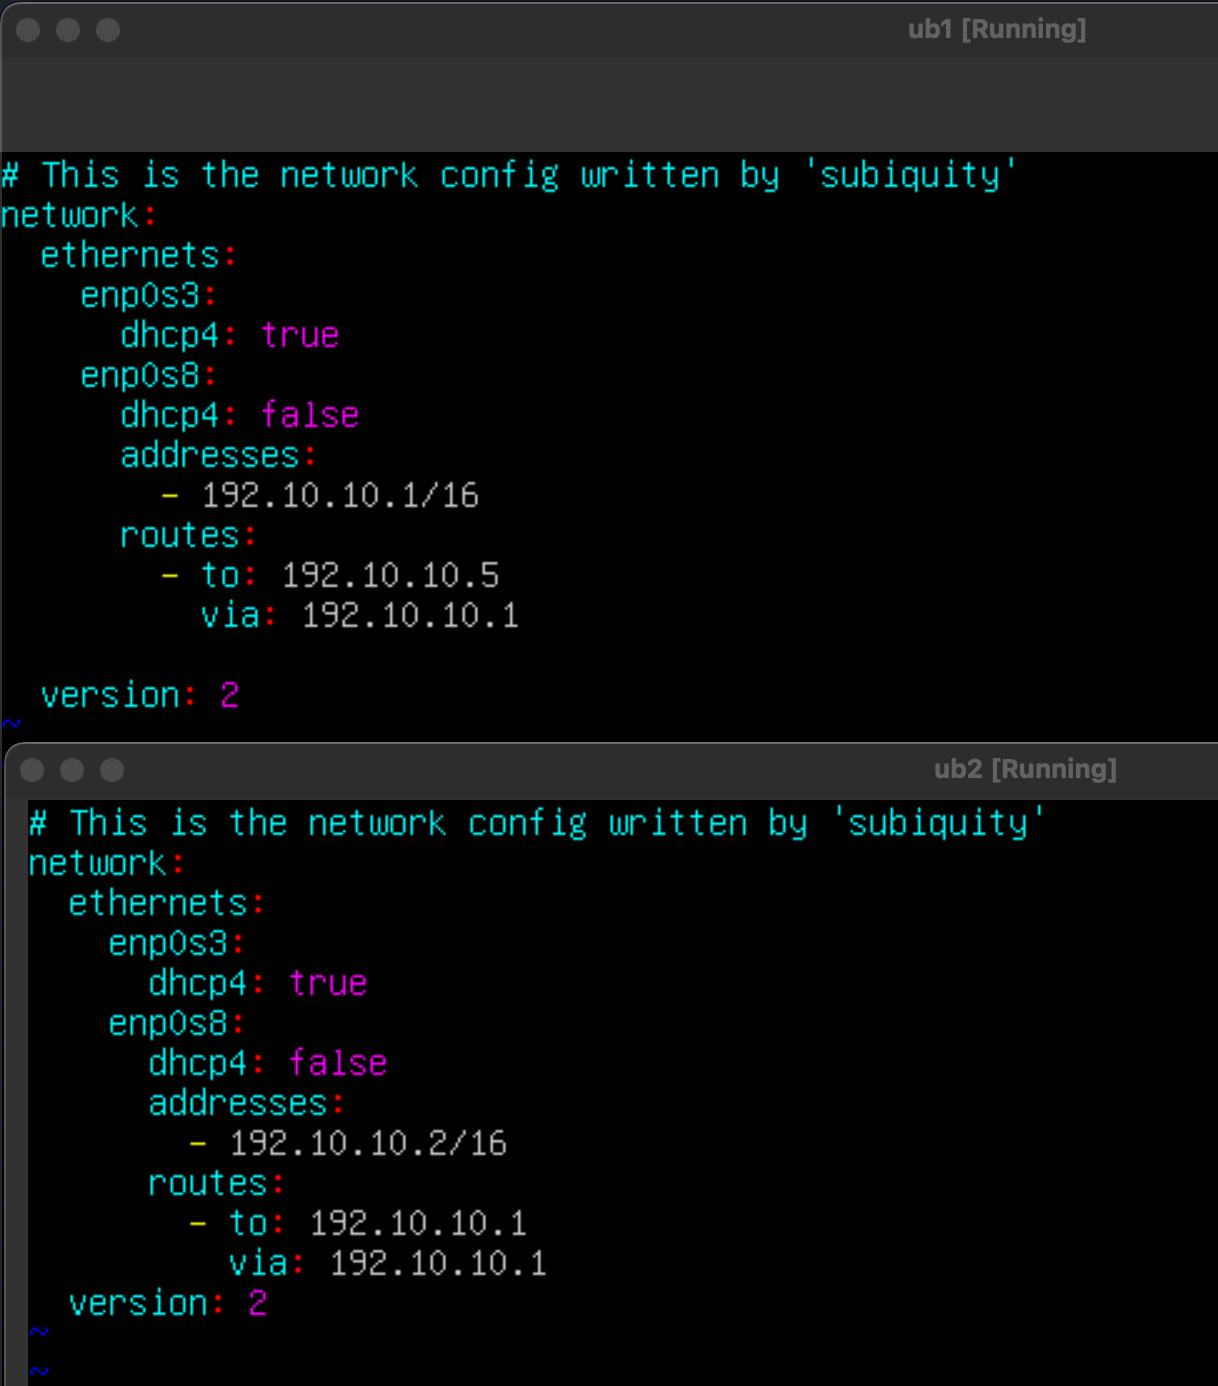 ub1 [Running]
# This is the network config written by 'subiquity'
network:
  ethernets:
    enp0s3:
      dhcp4: true
    enp0s8:
      dhcp4: false
      addresses:
        - 192.10.10.1/16
      routes:
        - to: 192.10.10.5
          via: 192.10.10.1
  version: 2
~
ub2 [Running]
# This is the network config written by 'subiquity'
network:
  ethernets:
    enp0s3:
      dhcp4: true
    enp0s8:
      dhcp4: false
      addresses:
        - 192.10.10.2/16
      routes:
        - to: 192.10.10.1
          via: 192.10.10.1
  version: 2
~
~